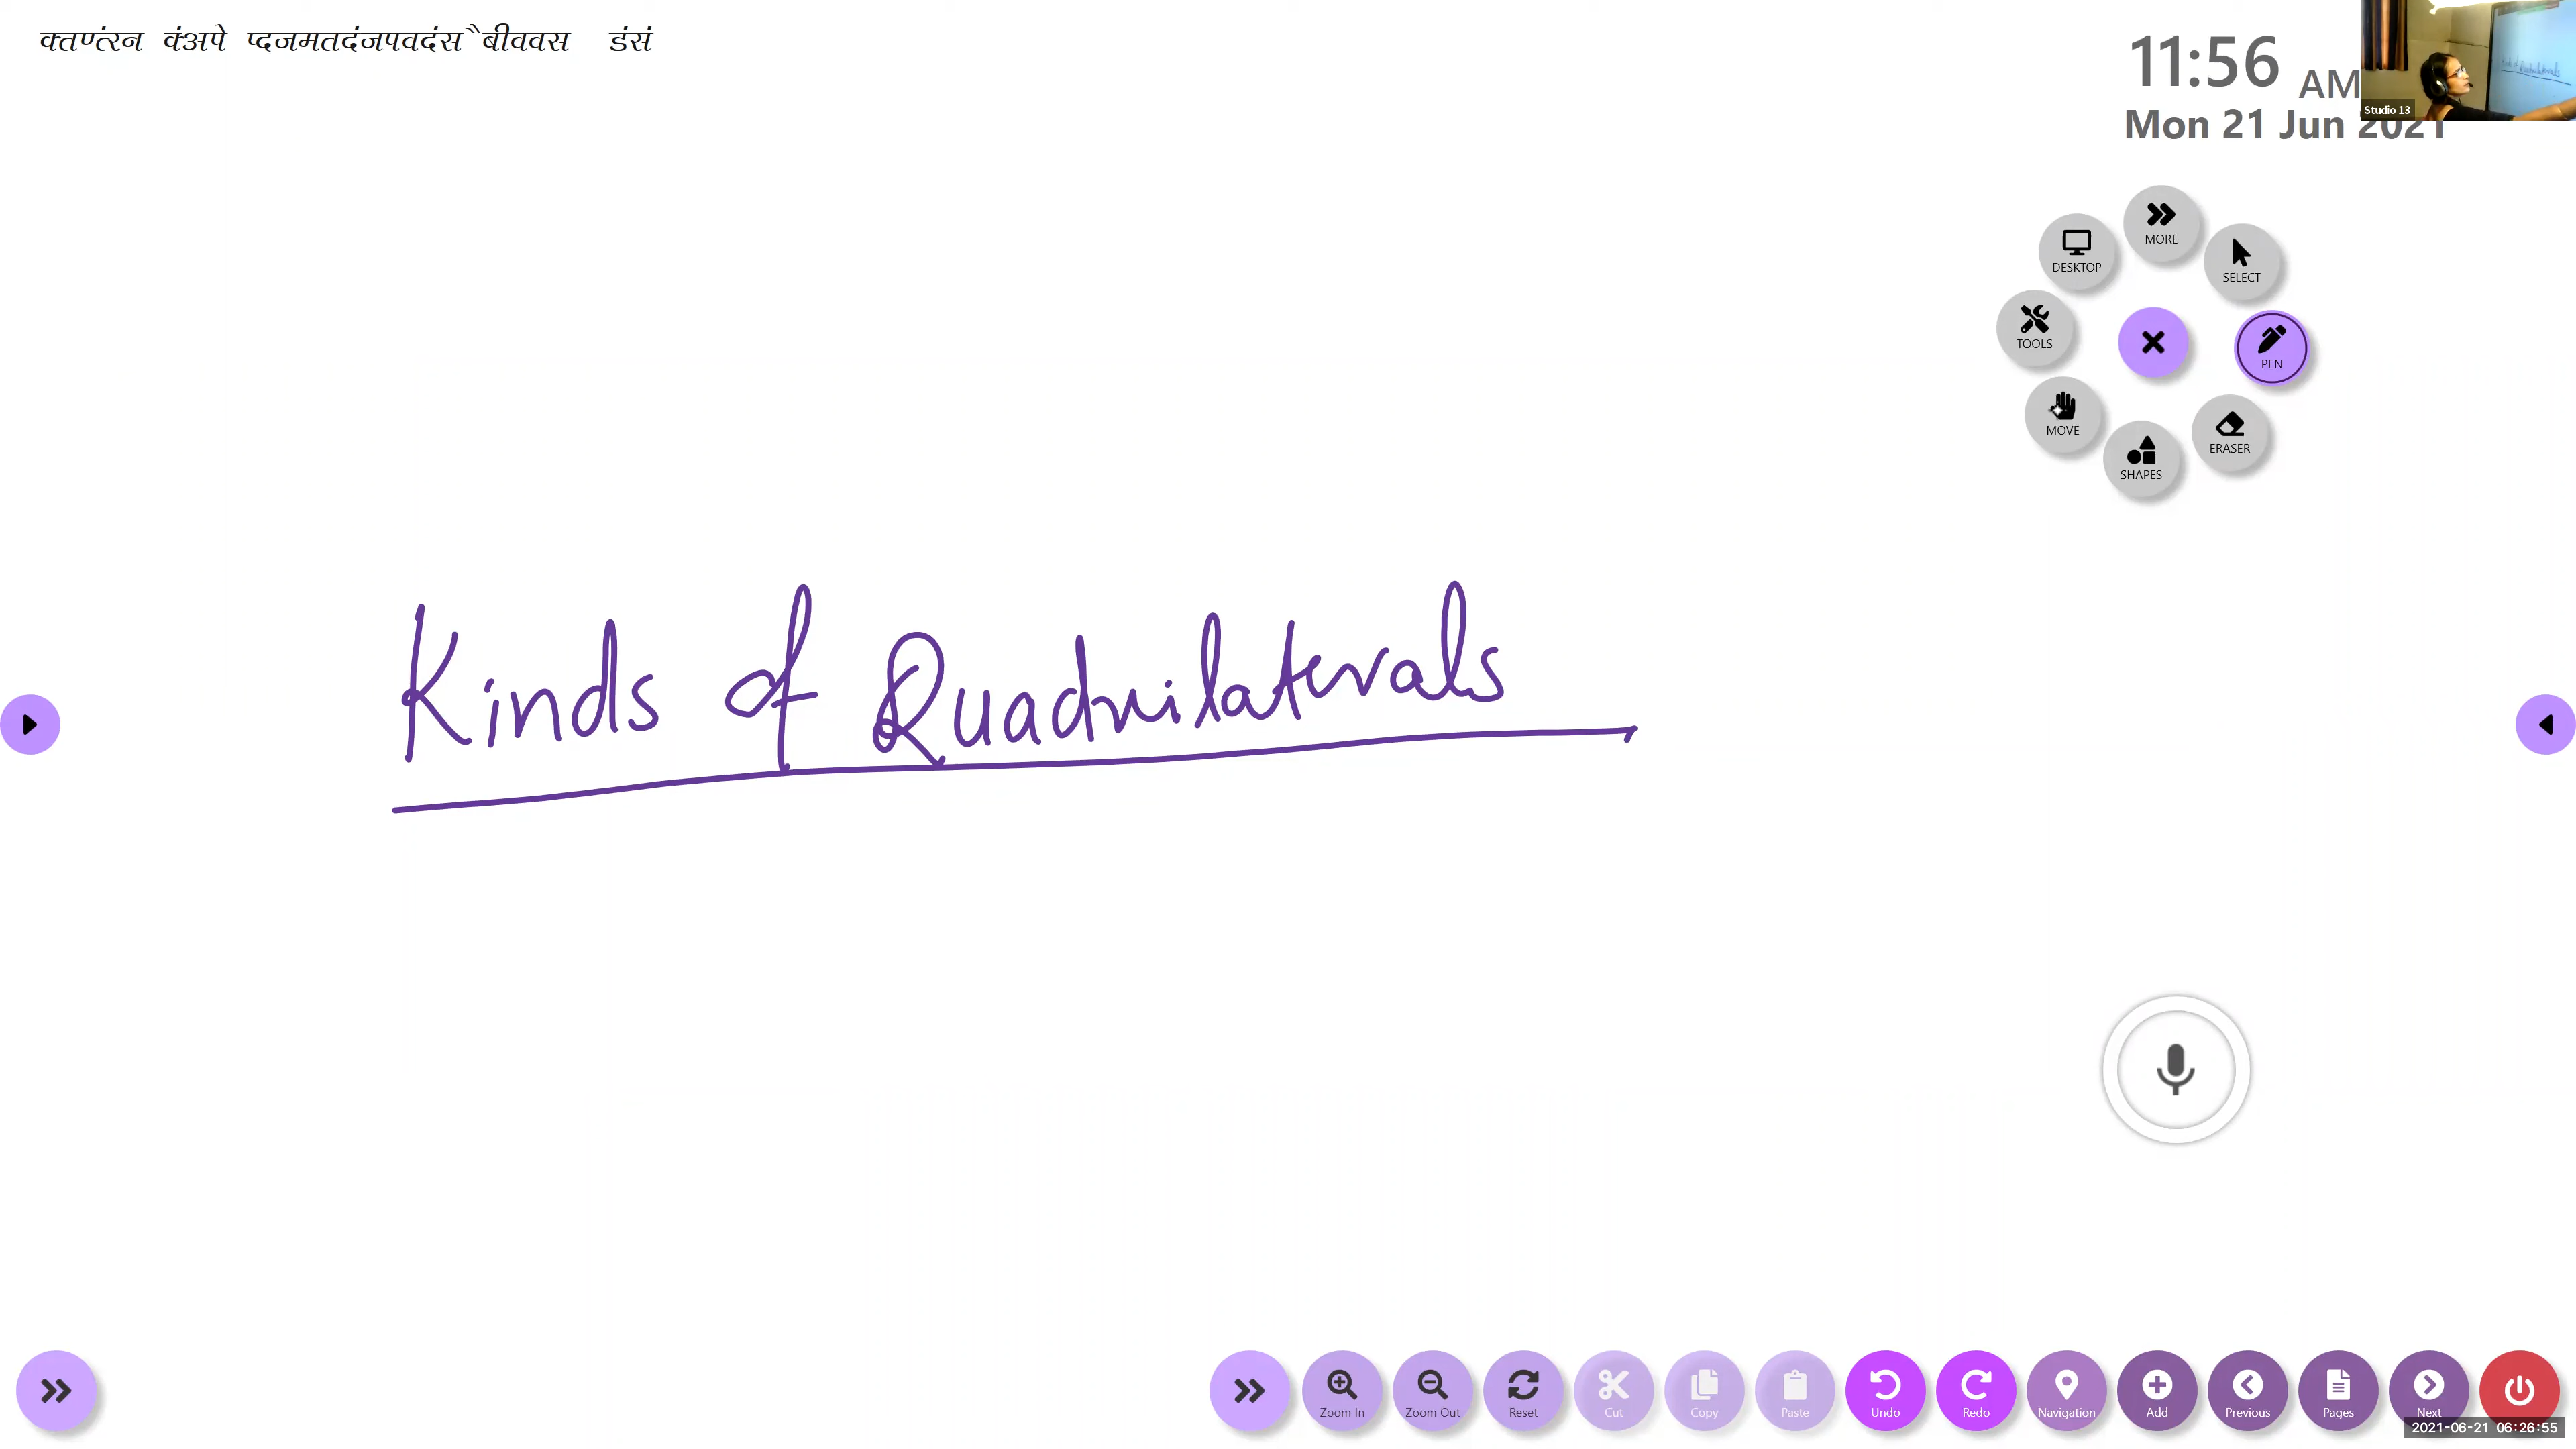 क्तण्ंरन क्ंअपे प्दजमतदंजपवदंस ैबीववस डंसं
11:56 AM
Studio 13
Mon 21 Jun 2021
MORE
DESKTOP
SELECT
TOOLS
PEN
MOVE
ERASER
SHAPES
Kinds of Quadrilaterals
Zoom In Zoom Out Reset Cut Copy Paste Undo Redo Navigation Add Previous Pages Next
2021-06-21 06:26:55